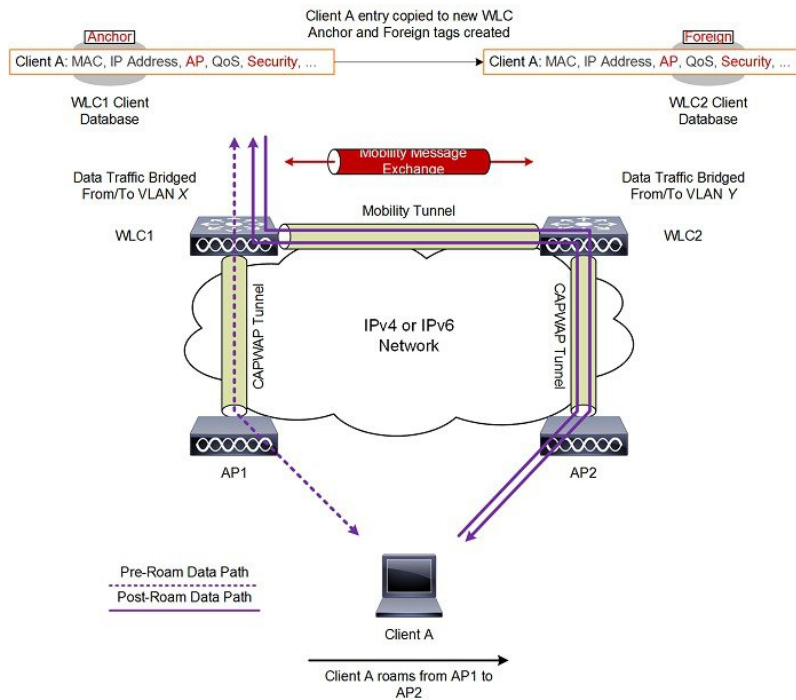 Client A entry copied to new WLC
Anchor and Foreign tags created
Anchor
Foreign
Client A: MAC, IP Address, AP, QoS, Security, ...
Client A: MAC, IP Address, AP, QoS, Security, ...
WLC1 Client
Database
WLC2 Client
Database
Mobility Message
Exchange
Data Traffic Bridged
From/To VLAN X
Data Traffic Bridged
From/To VLAN Y
Mobility Tunnel
WLC1
WLC2
CAPWAP Tunnel
IPv4 or IPv6
Network
CAPWAP Tunnel
AP1
AP2
Pre-Roam Data Path
Post-Roam Data Path
Client A
Client A roams from AP1 to
AP2